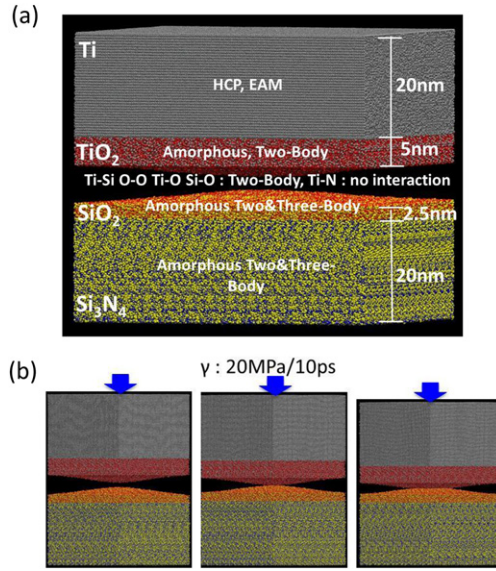 (a)
Ti
HCP, EAM
20nm
TiO2
Amorphous, Two-Body
5nm
Ti-Si O-O Ti-O Si-O : Two-Body, Ti-N : no interaction
SiO2
Amorphous Two&Three-Body
2.5nm
Amorphous Two&Three-
Body
20nm
Si3N4
(b)
γ : 20MPa/10ps